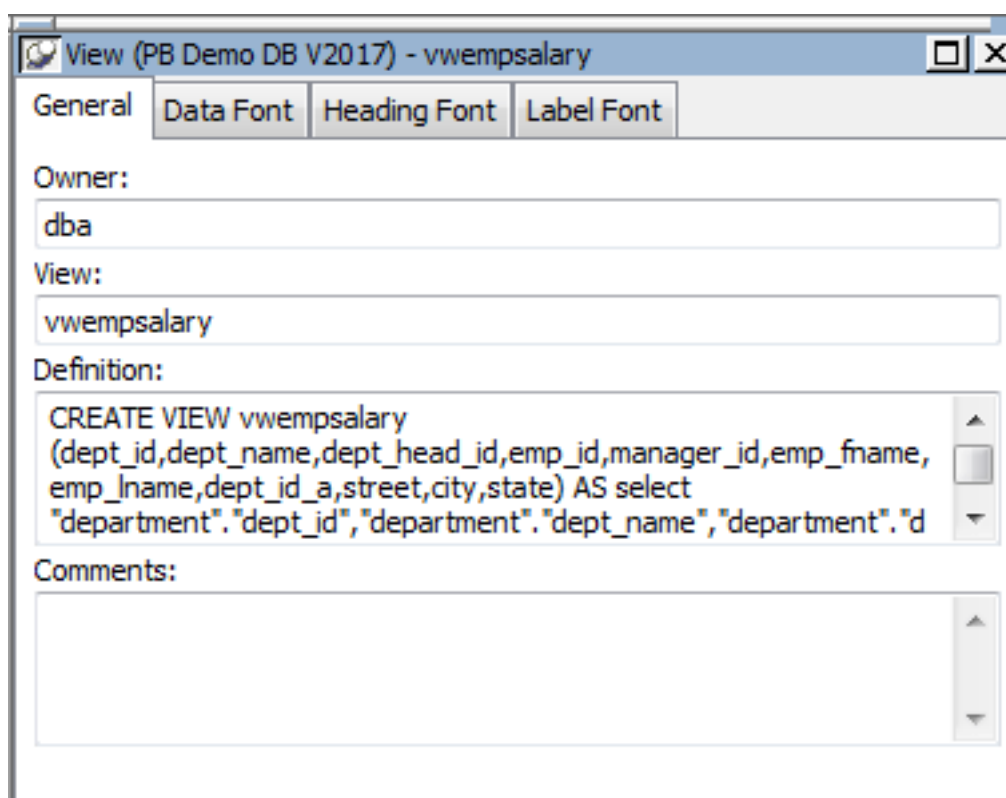 View (PB Demo DB V2017) - vwempsalary
General Data Font Heading Font Label Font
Owner:
dba
View:
vwempsalary
Definition:
CREATE VIEW vwempsalary
(dept_id,dept_name,dept_head_id,emp_id,manager_id,emp_fname,
emp_lname,dept_id_a,street,city,state) AS select
"department"."dept_id","department"."dept_name","department"."d
Comments: